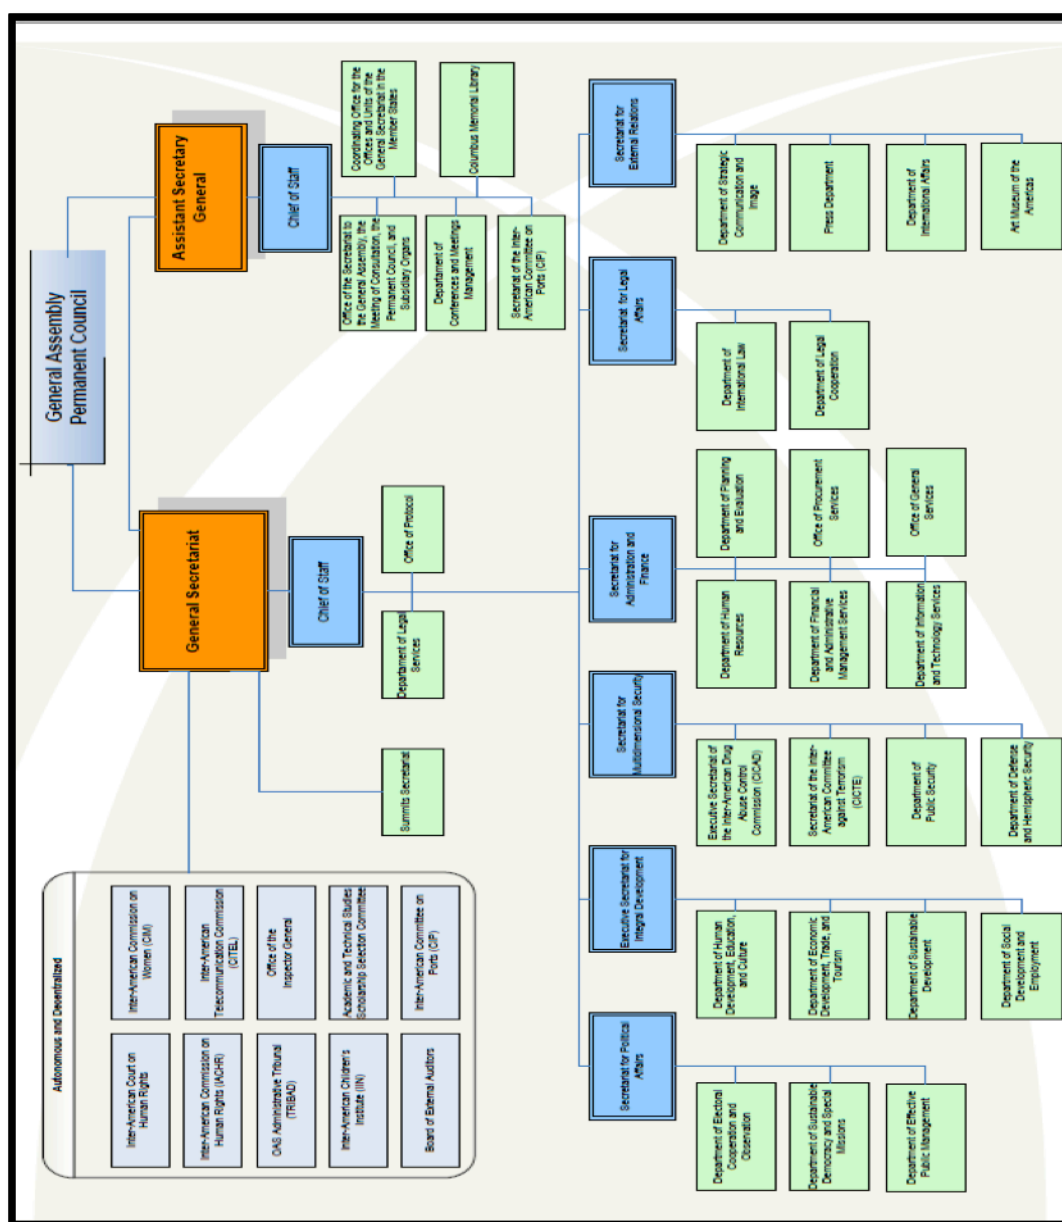 General Assembly
Permanent Council
General Secretariat
Assistant Secretary
General
Chief of Staff
Chief of Staff
Autonomous and Decentralized
Inter-American Court on
Human Rights
Inter-American Commission on
Women (CIM)
Inter-American Commission on
Human Rights (IACHR)
Inter-American
Telecommunication Commission
(CITEL)
OAS Administrative Tribunal
(TRIBAD)
Office of the
Inspector General
Inter-American Children's
Institute (IIN)
Academic and Technical Studies
Scholarship Selection Committee
Board of External Auditors
Inter-American Committee on
Ports (CIP)
Summits Secretariat
Departament of Legal
Services
Office of Protocol
Office of the Secretariat to
the General Assembly, the
Meeting of Consultation, the
Permanent Council, and
Subsidiary Organs
Coordinating Office for the
Offices and Units of the
General Secretariat in the
Member States
Departament of
Conferences and Meetings
Management
Columbus Memorial Library
Secretariat of the Inter-
American Committee on
Ports (CIP)
Secretariat for Political
Affairs
Executive Secretariat for
Integral Development
Secretariat for
Multidimensional Security
Secretariat for
Administration and
Finance
Secretariat for Legal
Affairs
Secretariat for
External Relations
Department of Electoral
Cooperation and
Observation
Department of Sustainable
Democracy and Special
Missions
Department of Effective
Public Management
Department of Human
Development, Education,
and Culture
Department of Economic
Development, Trade, and
Tourism
Department of Sustainable
Development
Department of Social
Development and
Employment
Executive Secretariat of
the Inter-American Drug
Abuse Control
Commission (CICAD)
Secretariat of the Inter-
American Committee
against Terrorism
(CICTE)
Department of
Public Security
Department of Defense
and Hemispheric Security
Department of Human
Resources
Department of Planning
and Evaluation
Department of Financial
and Administrative
Management Services
Office of Procurement
Services
Department of Information
and Technology Services
Office of General
Services
Department of
International Law
Department of Legal
Cooperation
Department of Strategic
Communication and
Image
Press Department
Department of
International Affairs
Art Museum of the
Americas